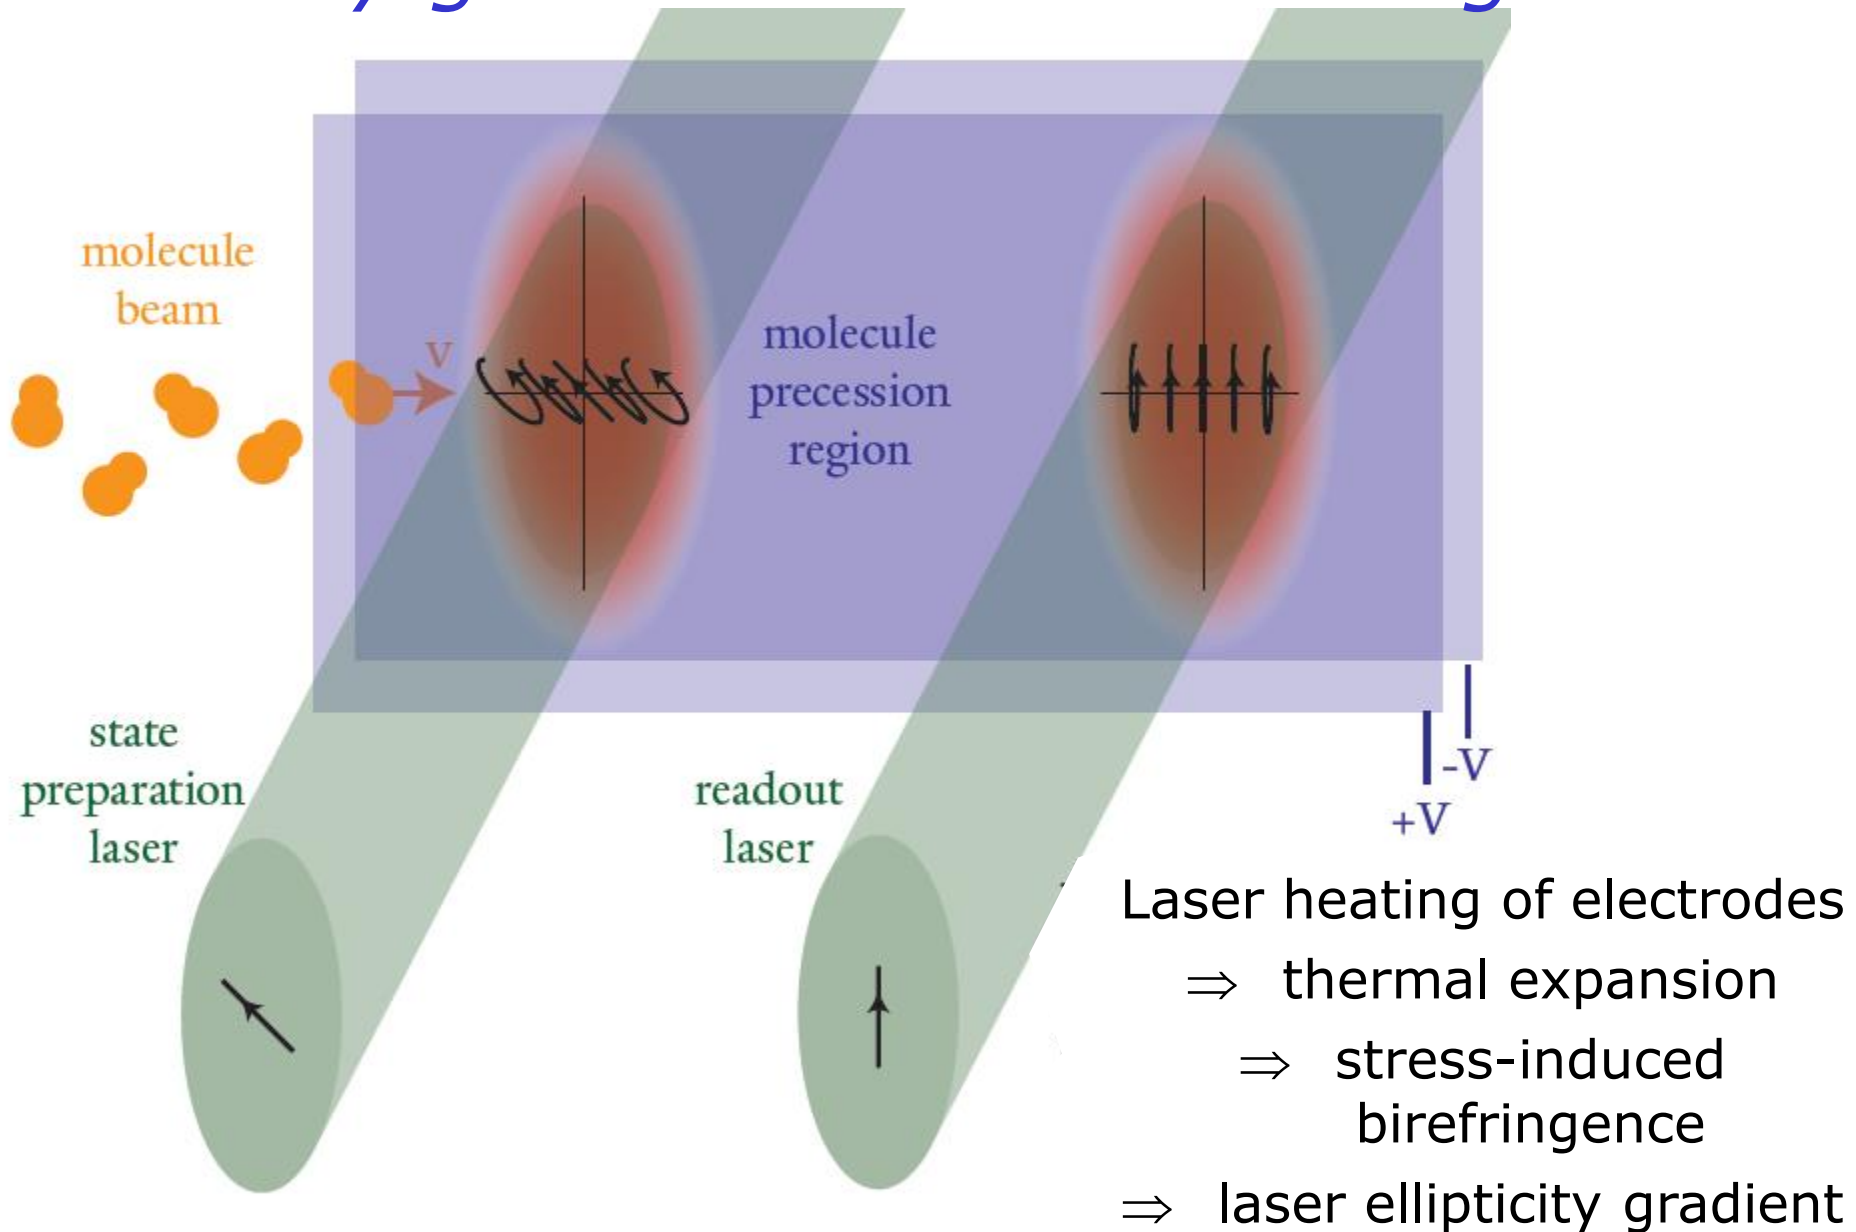 molecule
beam
v
molecule
precession
region
state
preparation
laser
readout
laser
-V
+V
Laser heating of electrodes
⇒ thermal expansion
⇒ stress-induced
birefringence
⇒ laser ellipticity gradient